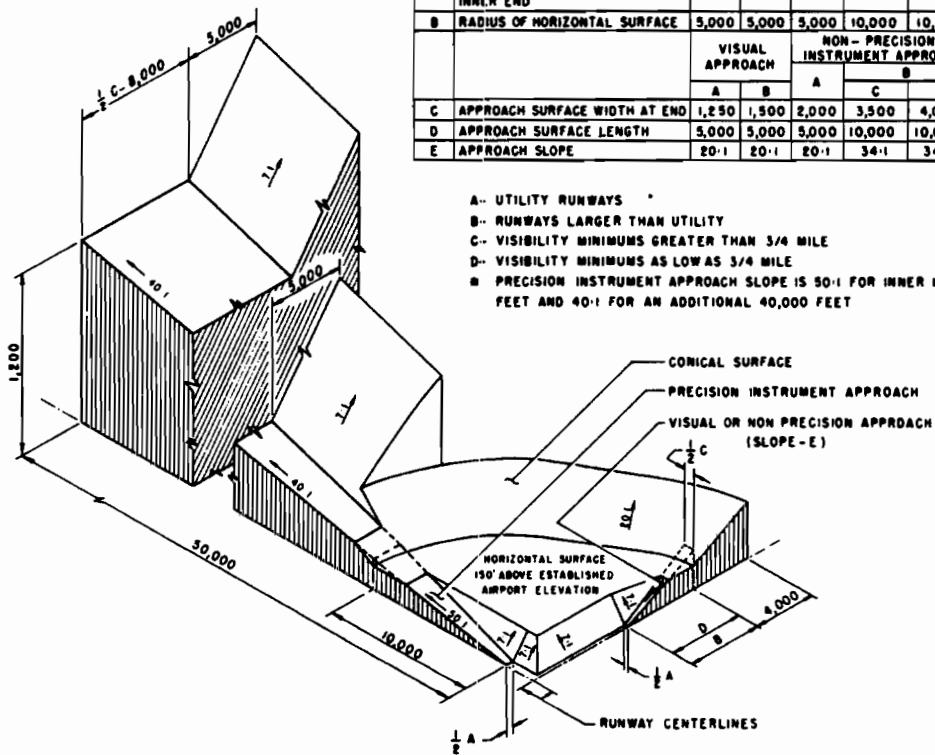 INNER END
B RADIUS OF HORIZONTAL SURFACE 5,000 5,000 5,000 10,000 10,
VISUAL APPROACH
NON-PRECISION INSTRUMENT APPRO
A B A B
C
C APPROACH SURFACE WIDTH AT END 1,250 1,500 2,000 3,500 4,0
D APPROACH SURFACE LENGTH 5,000 5,000 5,000 10,000 10,0
E APPROACH SLOPE 20:1 20:1 20:1 34:1 34
A-- UTILITY RUNWAYS
B-- RUNWAYS LARGER THAN UTILITY
C-- VISIBILITY MINIMUMS GREATER THAN 3/4 MILE
D-- VISIBILITY MINIMUMS AS LOW AS 3/4 MILE
PRECISION INSTRUMENT APPROACH SLOPE IS 50:1 FOR INNER
FEET AND 40:1 FOR AN ADDITIONAL 40,000 FEET
5,000
1/2 C-8,000
7:1
40:1
5,000
1,200
7:1
40:1
CONICAL SURFACE
PRECISION INSTRUMENT APPROACH
VISUAL OR NON PRECISION APPROACH
(SLOPE-E)
1/2 C
20:1
HORIZONTAL SURFACE
150' ABOVE ESTABLISHED
AIRPORT ELEVATION
50,000
50:1
10,000
7:1
7:1
7:1
7:1
4,000
D
B
1/2 A
RUNWAY CENTERLINES
1/2 A